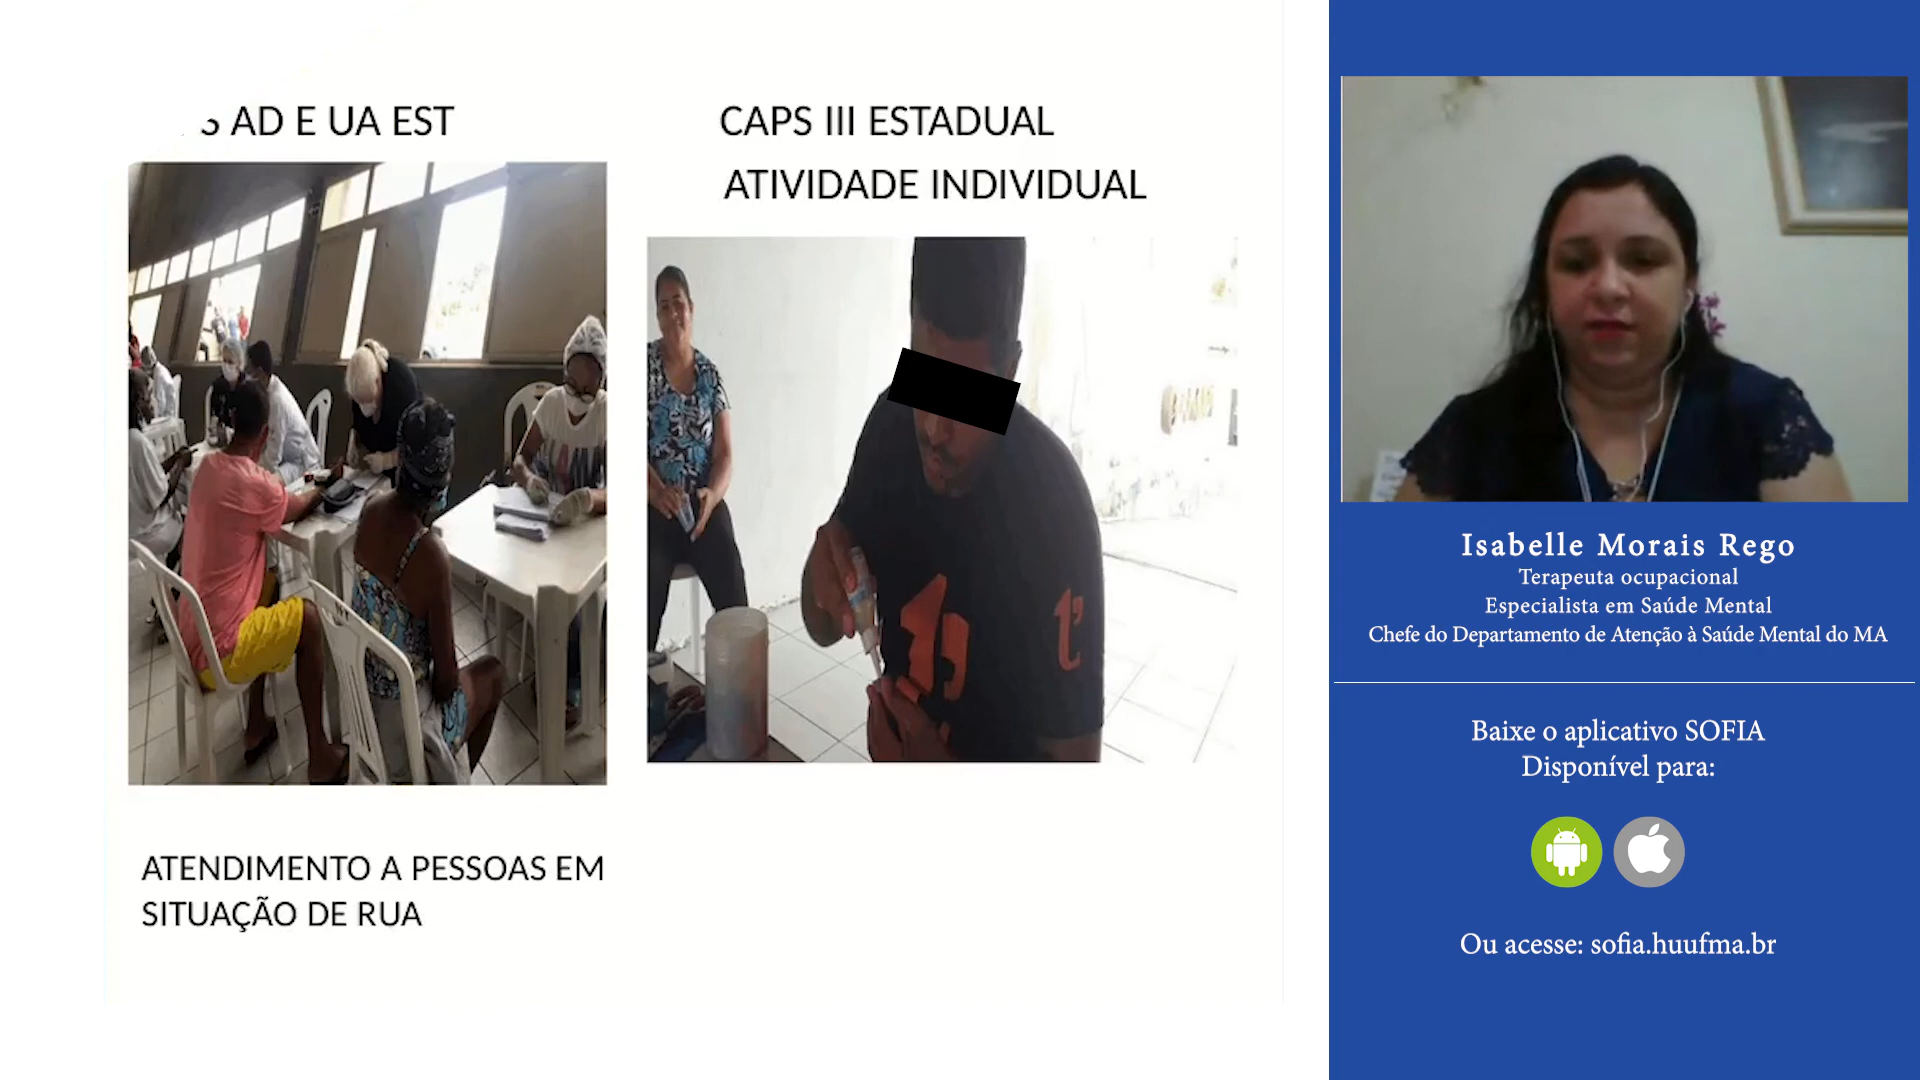 AD E UA EST
ATENDIMENTO A PESSOAS EM
SITUAÇÃO DE RUA
CAPS III ESTADUAL
ATIVIDADE INDIVIDUAL
Isabelle Morais Rego
Terapeuta ocupacional
Especialista em Saúde Mental
Chefe do Departamento de Atenção à Saúde Mental do MA
Baixe o aplicativo SOFIA
Disponível para:
Ou acesse: sofia.huufma.br